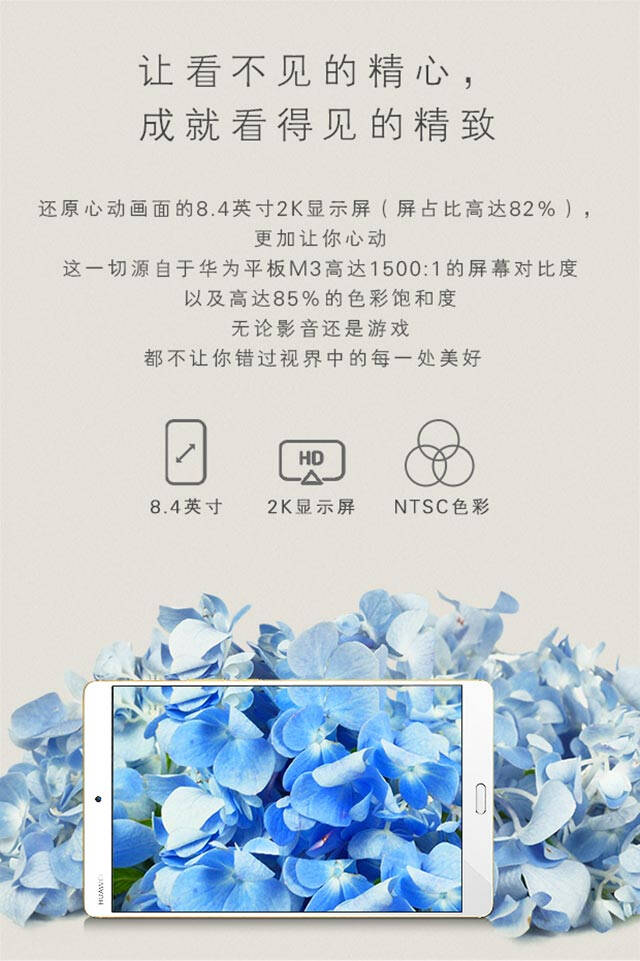 让看不见的精心，
成就看得见的精致
还原心动画面的8.4英寸2K显示屏（屏占比高达82%），
更加让你心动
这一切源自于华为平板M3高达1500:1的屏幕对比度
以及高达85%的色彩饱和度
无论影音还是游戏
都不让你错过视界中的每一处美好
HD
8.4英寸
2K显示屏
NTSC色彩
HUAWEI